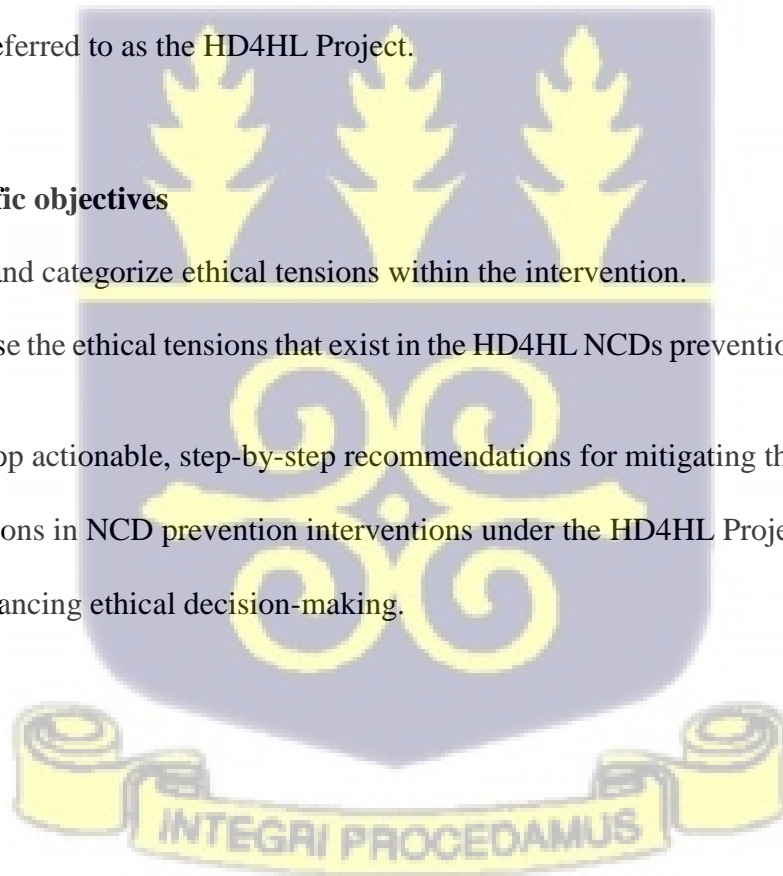 eferred to as the HD4HL Project.
fic objectives
and categorize ethical tensions within the intervention.
se the ethical tensions that exist in the HD4HL NCDs preventio
op actionable, step-by-step recommendations for mitigating th
ons in NCD prevention interventions under the HD4HL Proje
ancing ethical decision-making.
INTEGRI PROCEDAMUS